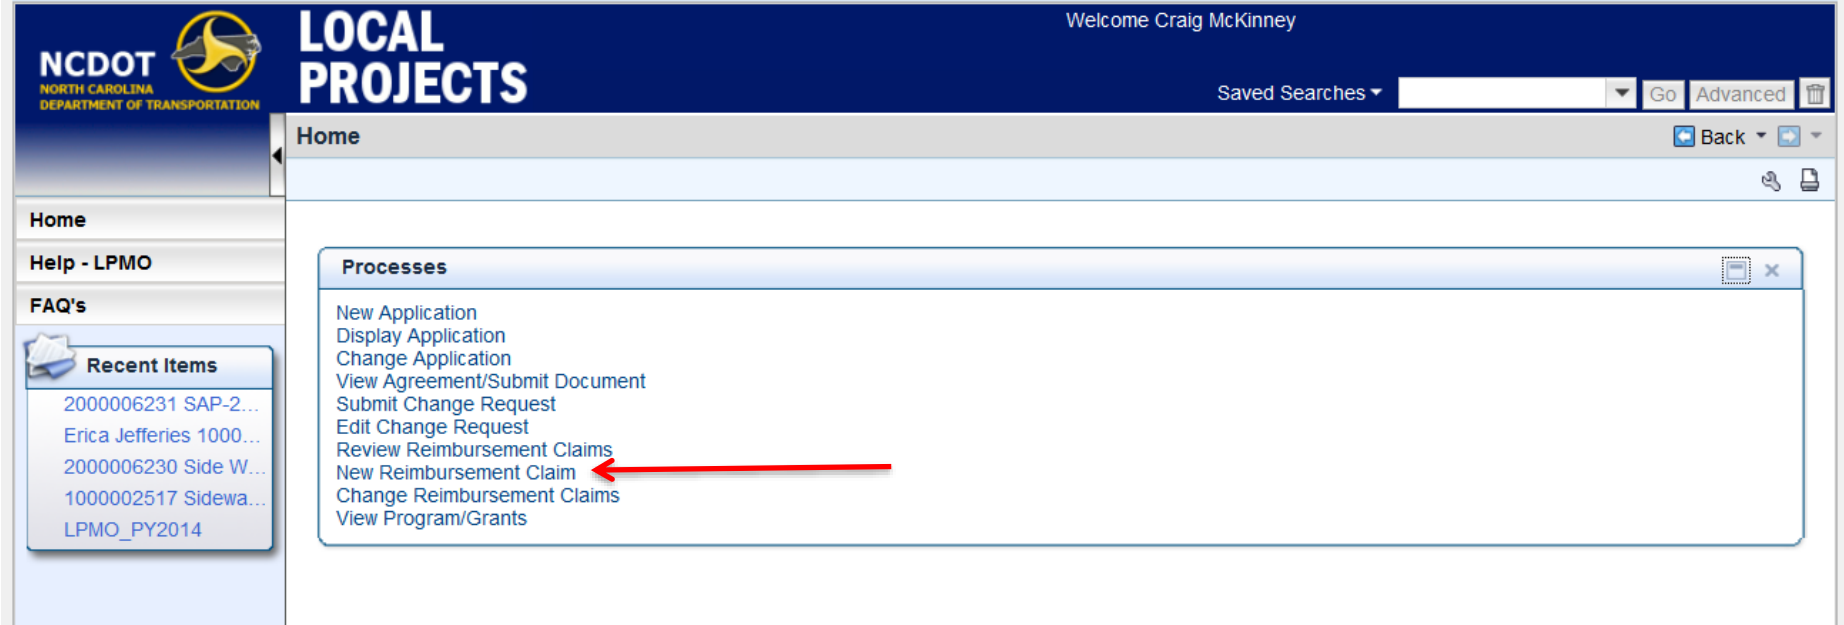 NCDOT
NORTH CAROLINA
DEPARTMENT OF TRANSPORTATION
LOCAL
PROJECTS
Welcome Craig McKinney
Saved Searches
Go
Advanced
Home
Back
Home
Help - LPMO
FAQ's
Recent Items
2000006231 SAP-2...
Erica Jefferies 1000...
2000006230 Side W...
1000002517 Sidewa...
LPMO_PY2014
Processes
New Application
Display Application
Change Application
View Agreement/Submit Document
Submit Change Request
Edit Change Request
Review Reimbursement Claims
New Reimbursement Claim
Change Reimbursement Claims
View Program/Grants